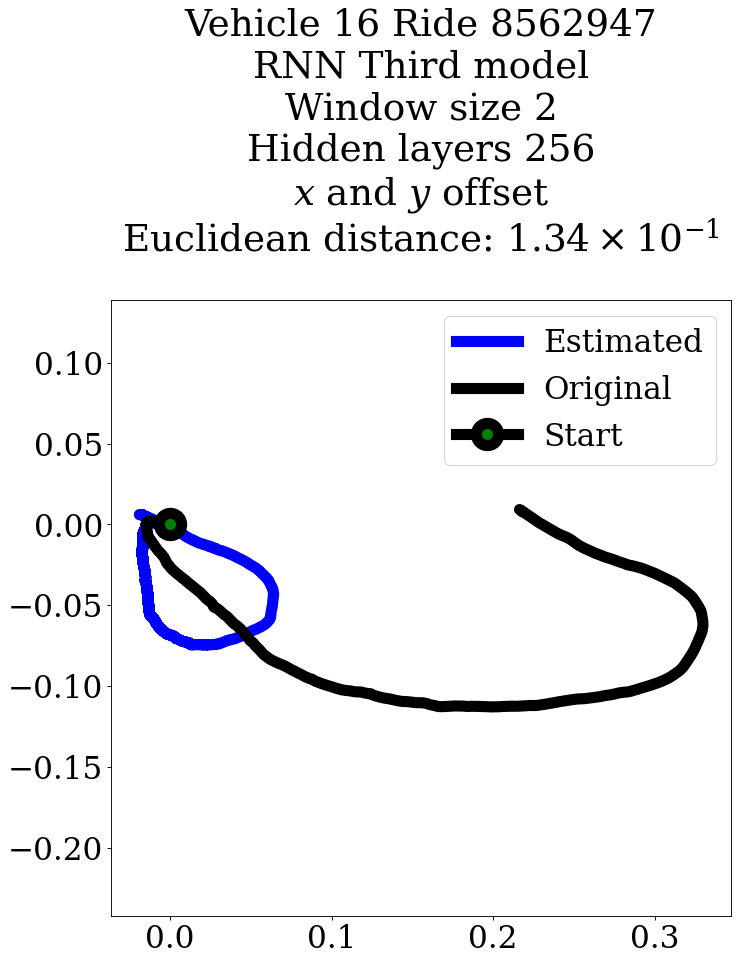 Vehicle 16 Ride 8562947
RNN Third model
Window size 2
Hidden layers 256
x and y offset
Euclidean distance: 1.34 × 10⁻¹
Estimated
Original
Start
0.10
0.05
0.00
−0.05
−0.10
−0.15
−0.20
0.0 0.1 0.2 0.3